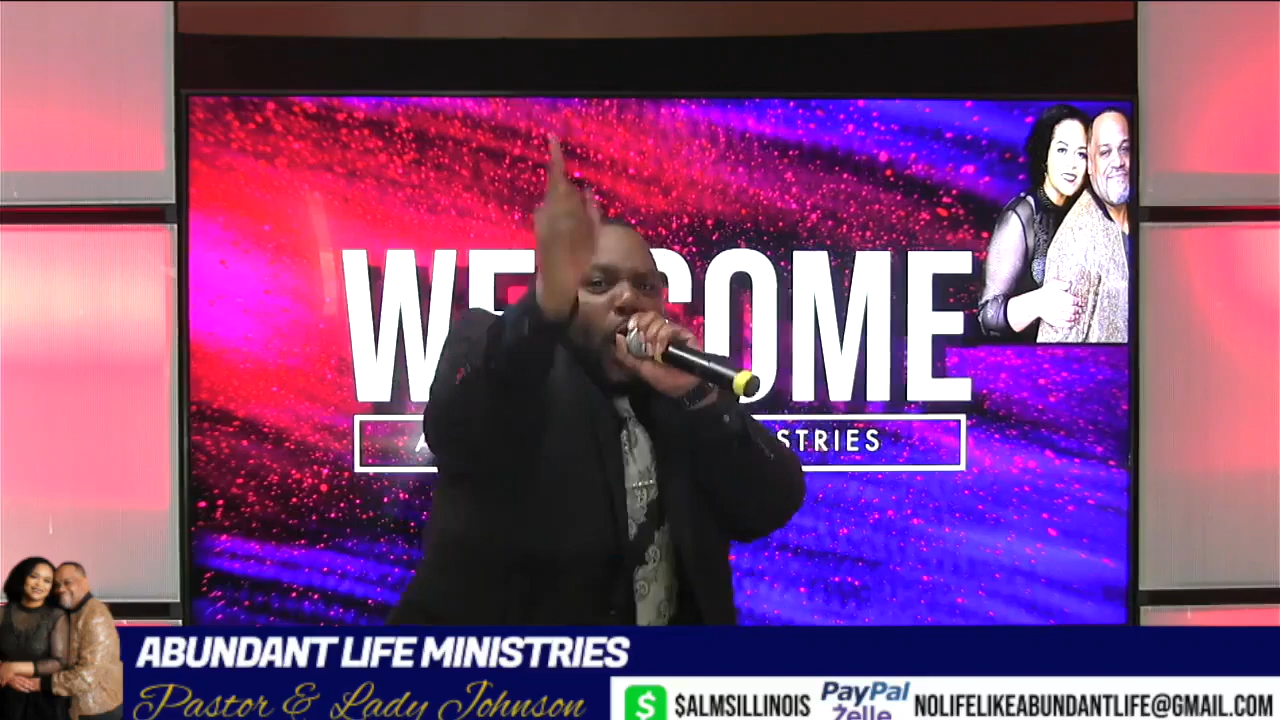 WE COME
STRIES
ABUNDANT LIFE MINISTRIES
Pastor & Lady Johnson
$ $ALMSILLINOIS PayPal NOLIFELIKEABUNDANTLIFE@GMAIL.COM
Zelle